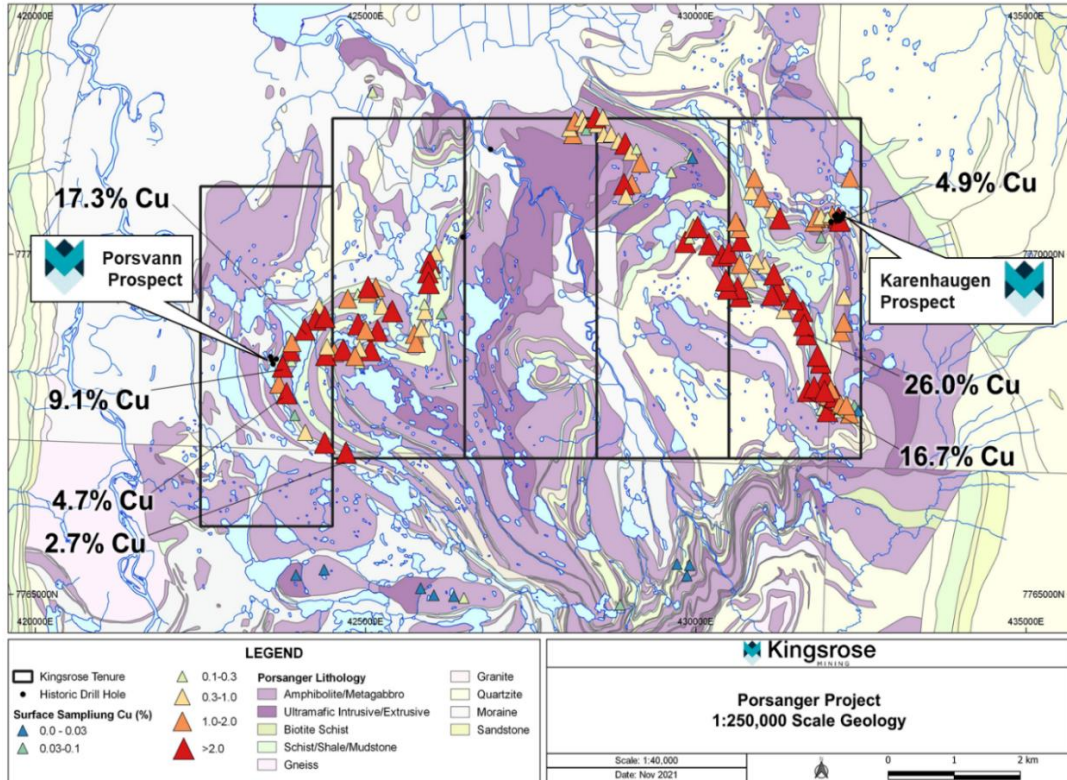 420000E
425000E
430000E
435000E
17.3% Cu
4.9% Cu
Porsvann
Prospect
777
7770000N
Karenhaugen
Prospect
9.1% Cu
26.0% Cu
4.7% Cu
16.7% Cu
2.7% Cu
7765000N
7765000N
420000E
425000E
430000E
435000E
LEGEND
Kingsrose Tenure
Historic Drill Hole
Surface Sampliung Cu (%)
0.0 - 0.03
0.03-0.1
0.1-0.3
0.3-1.0
1.0-2.0
>2.0
Porsanger Lithology
Amphibolite/Metagabbro
Ultramafic Intrusive/Extrusive
Biotite Schist
Schist/Shale/Mudstone
Gneiss
Granite
Quartzite
Moraine
Sandstone
Kingsrose
MINING
Porsanger Project
1:250,000 Scale Geology
Scale: 1:40,000
Date: Nov 2021
0 1 2 km